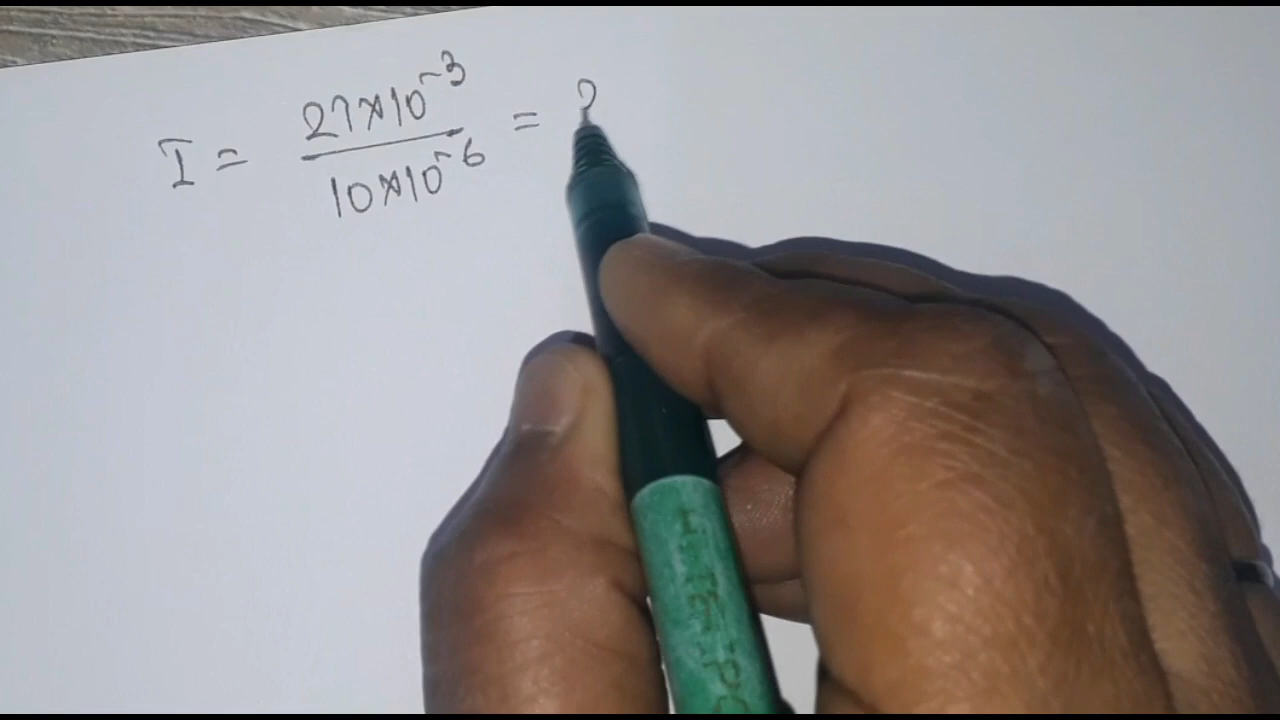 I = 27×10⁻³ / 10×10⁻⁶ = ?